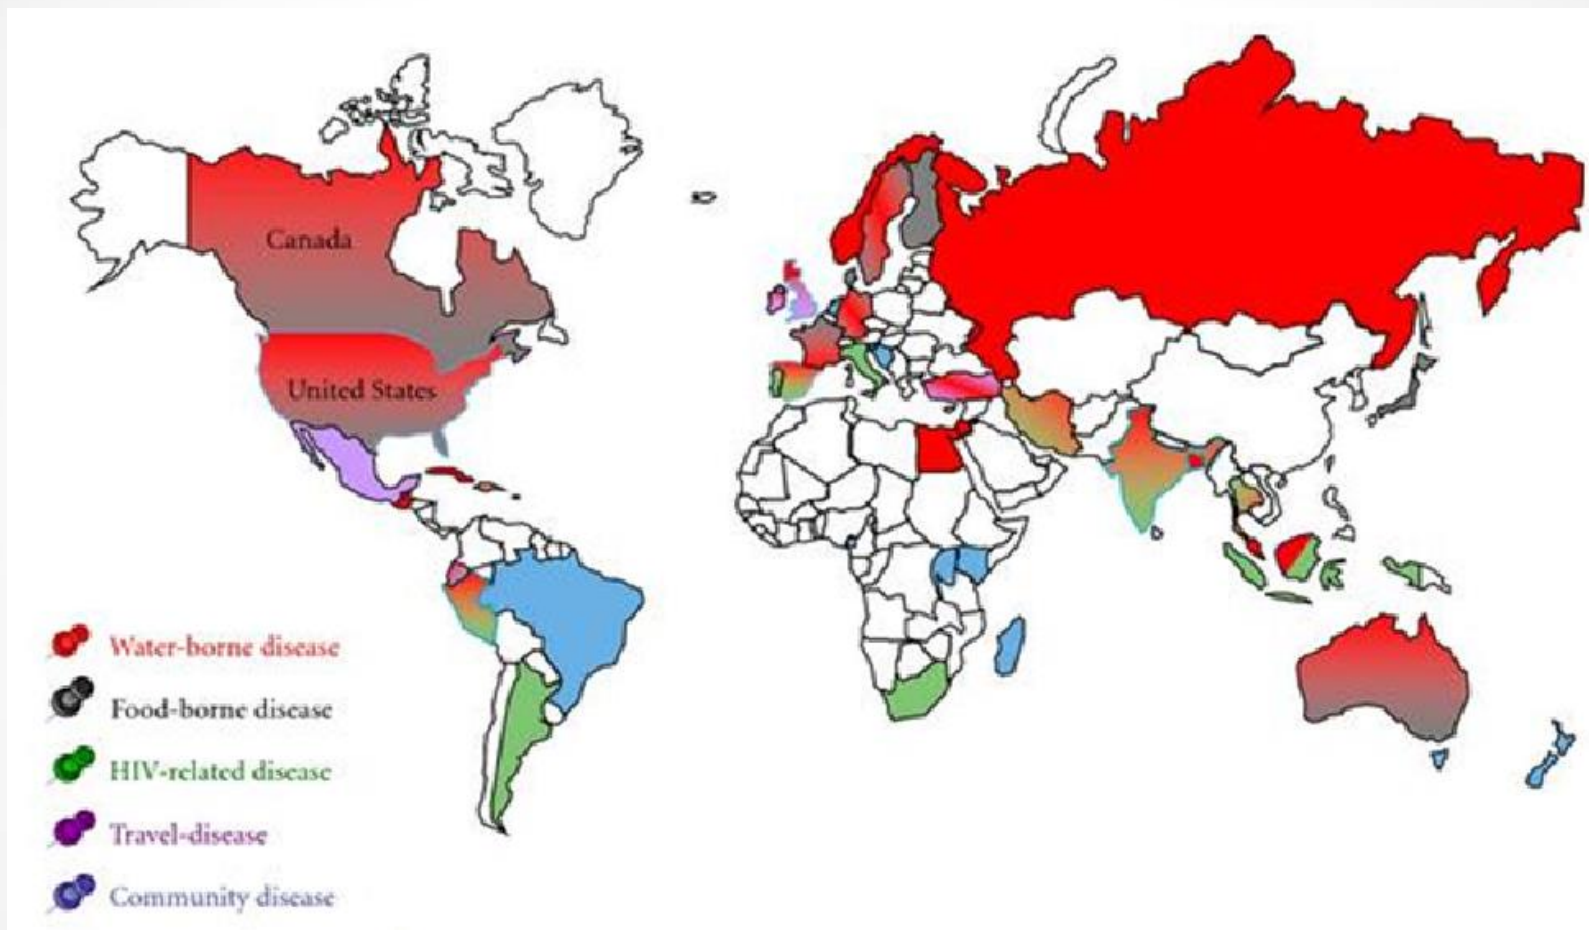 Canada
United States
Water-borne disease
Food-borne disease
HIV-related disease
Travel-disease
Community disease